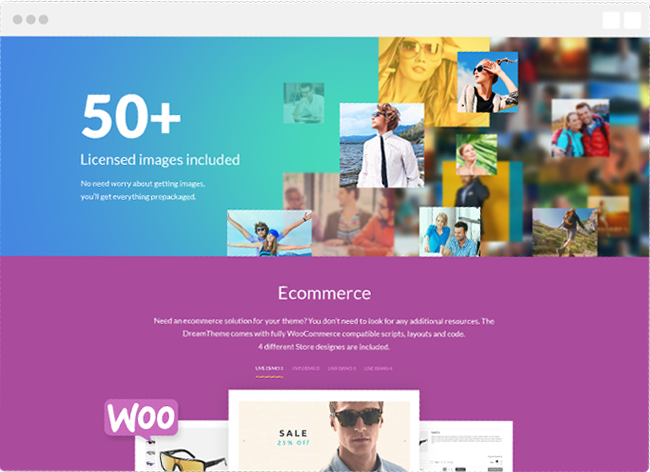 50+
Licensed images included
No need worry about getting images,
you'll get everything prepackaged.
Ecommerce
Need an ecommerce solution for your theme? You don't need to look for any additional resources. The
DreamTheme comes with fully WooCommerce compatible scripts, layouts and code.
4 different Store designes are included.
LIVE DEMO 1 LIVE DEMO 2 LIVE DEMO 3 LIVE DEMO 4
WOO
SALE
25% Off